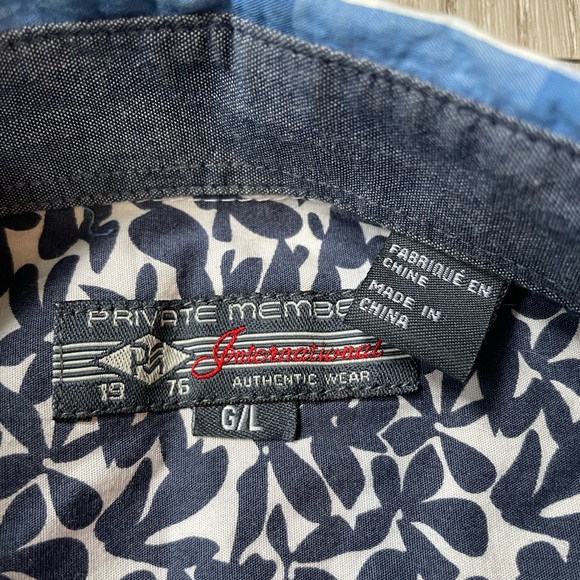 PRIVATE MEMBE
PM
International
19 76
AUTHENTIC WEAR
G/L
FABRIQUÉ EN
CHINE
MADE IN
CHINA